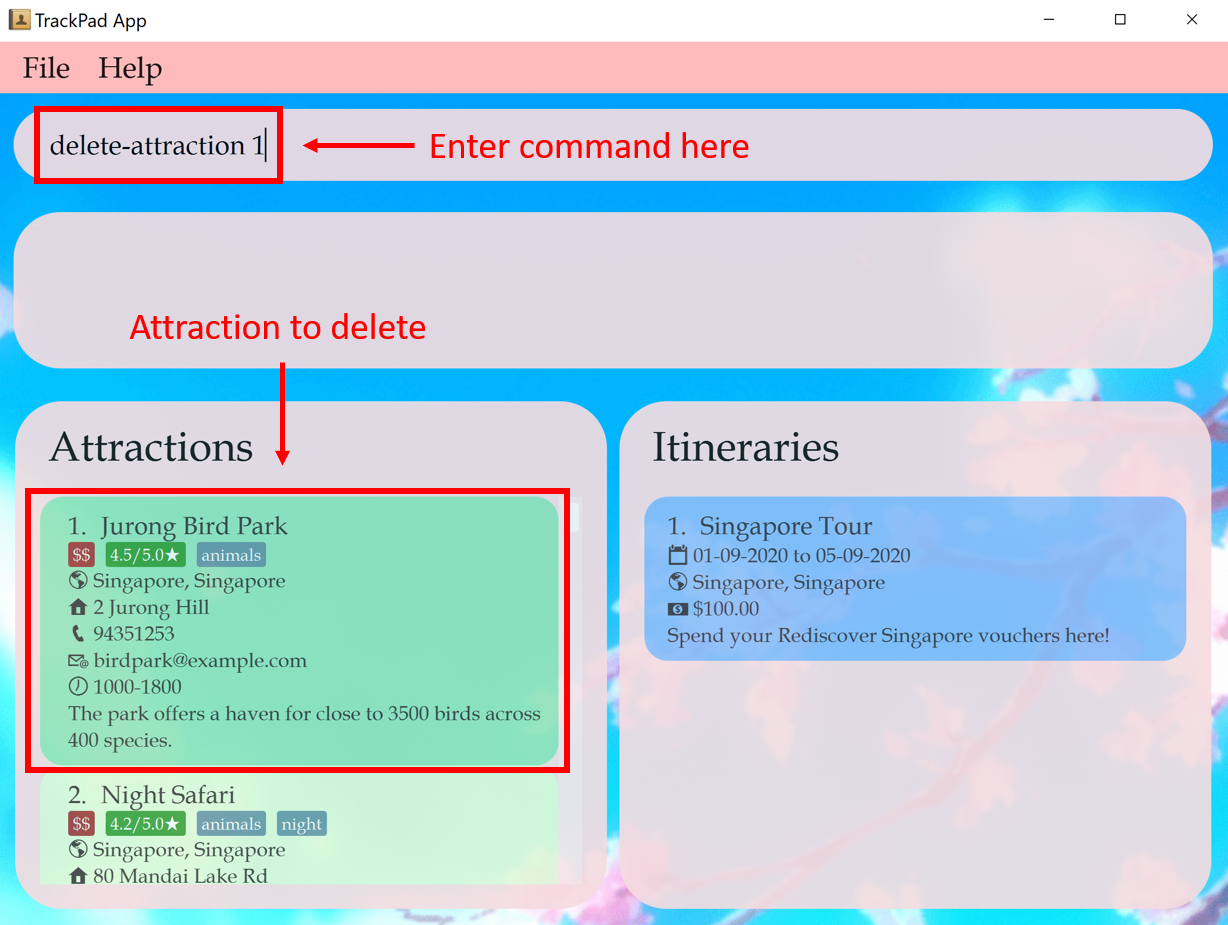 TrackPad App
File Help
delete-attraction 1
Enter command here
Attraction to delete
Attractions
1. Jurong Bird Park
$$ 4.5/5.0★ animals
Singapore, Singapore
2 Jurong Hill
94351253
birdpark@example.com
1000-1800
The park offers a haven for close to 3500 birds across
400 species.
2. Night Safari
$$ 4.2/5.0★ animals night
Singapore, Singapore
80 Mandai Lake Rd
Itineraries
1. Singapore Tour
01-09-2020 to 05-09-2020
Singapore, Singapore
$100.00
Spend your Rediscover Singapore vouchers here!